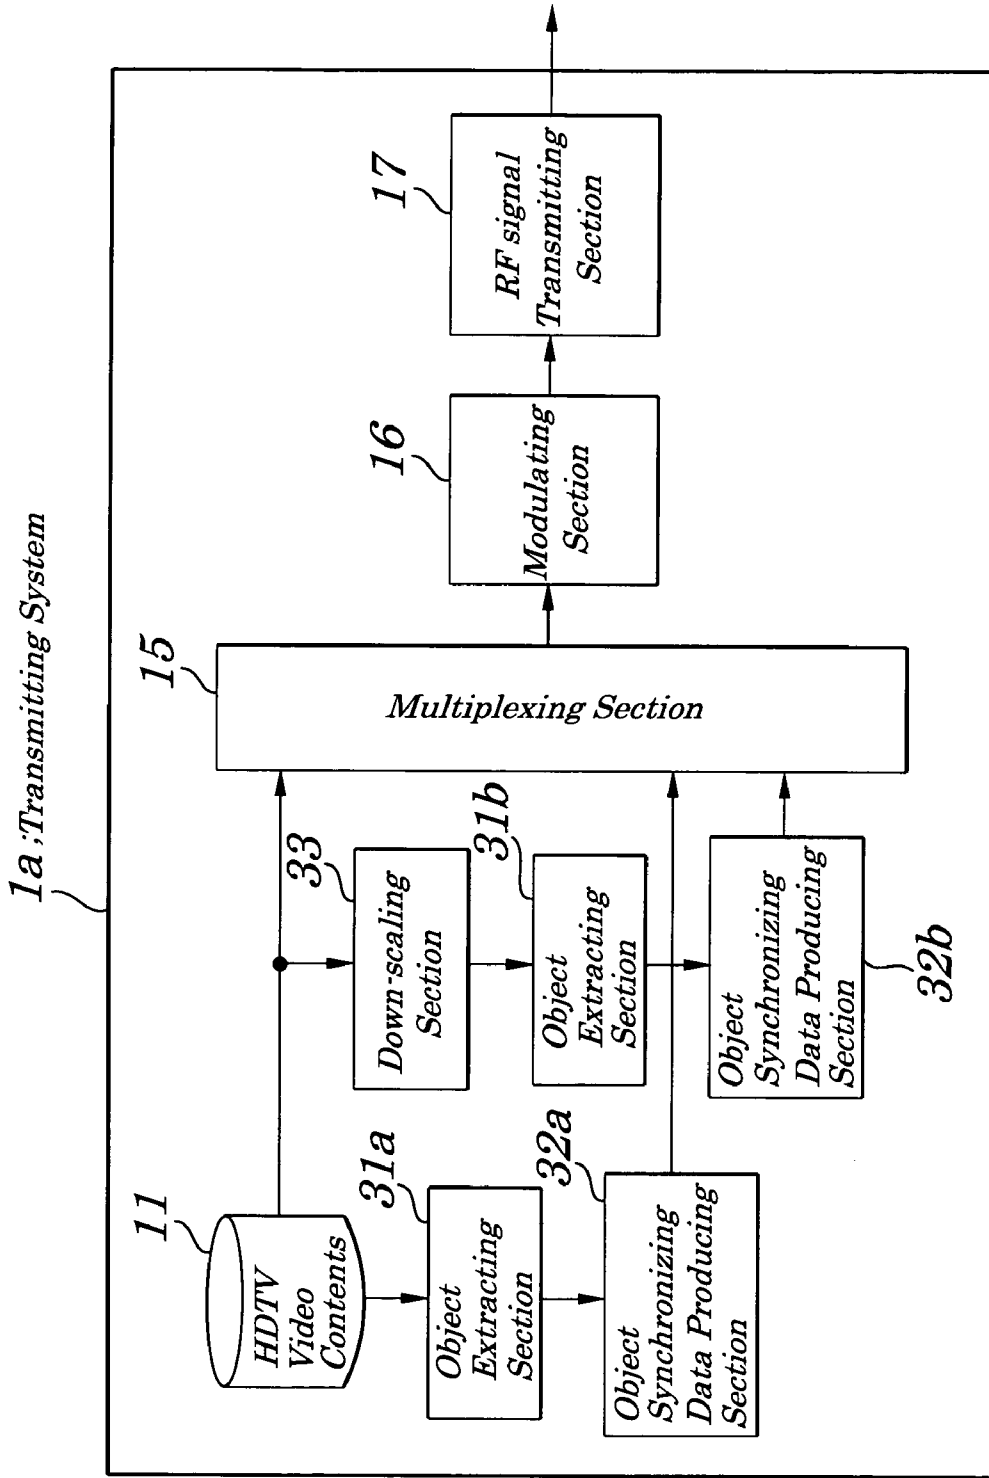 1a ;Transmitting System
11
HDTV
Video
Contents
31a
Object
Extracting
Section
32a
Object
Synchronizing
Data Producing
Section
33
Down-scaling
Section
31b
Object
Extracting
Section
32b
Object
Synchronizing
Data Producing
Section
15
Multiplexing Section
16
Modulating
Section
17
RF signal
Transmitting
Section